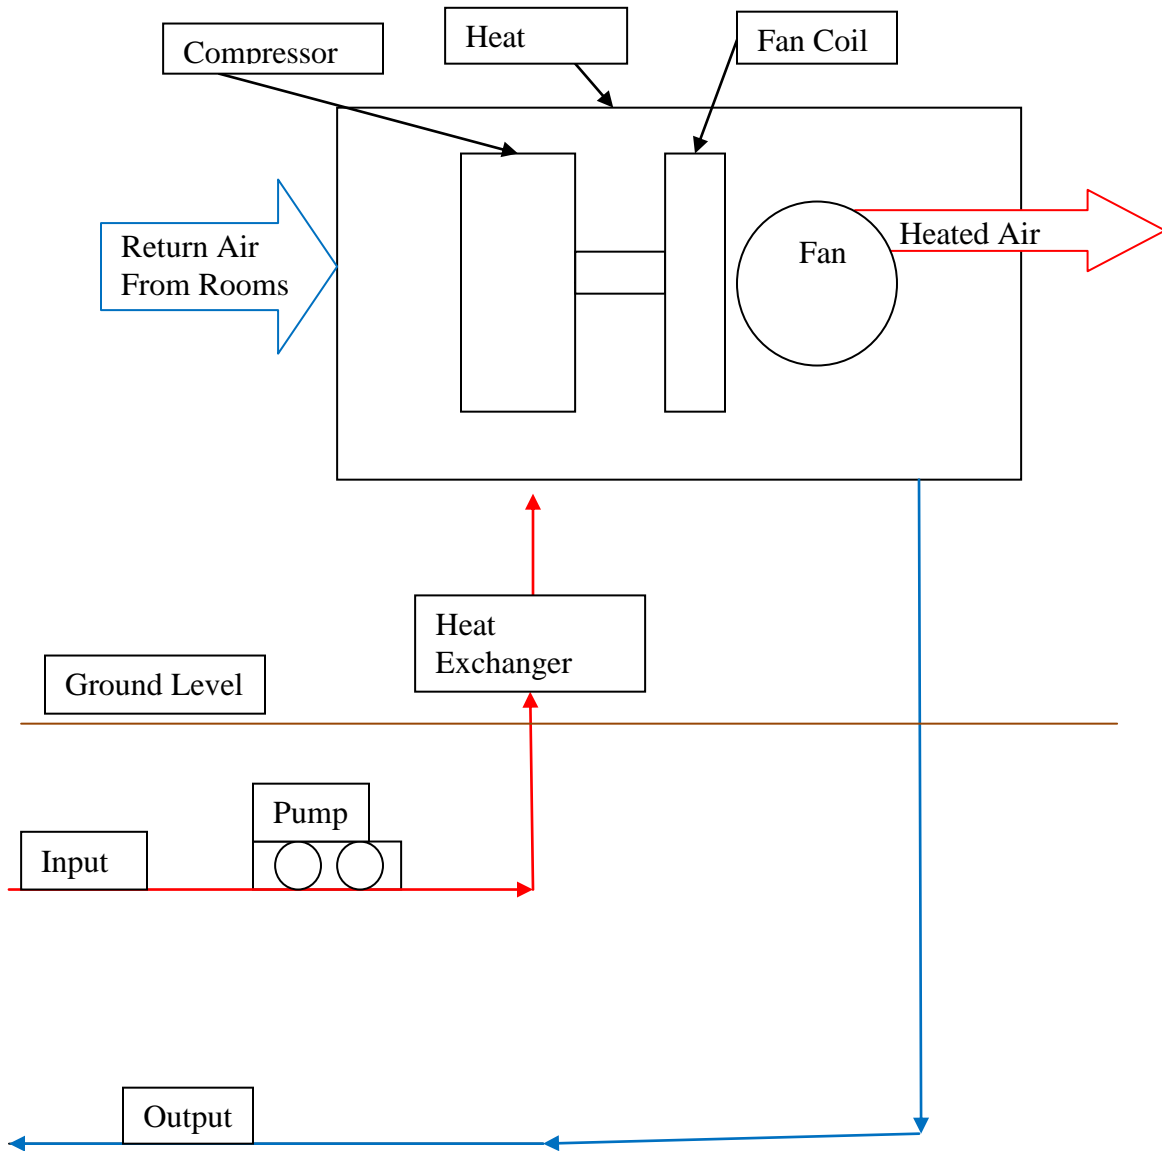 Compressor
Heat
Fan Coil
Return Air
From Rooms
Fan
Heated Air
Heat
Exchanger
Ground Level
Pump
Input
Output